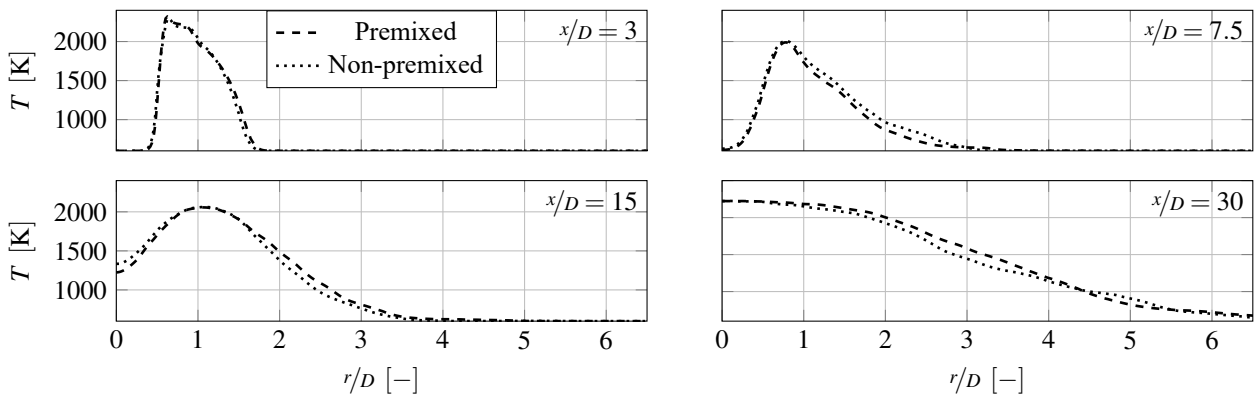 x/D = 3
Premixed
Non-premixed
2000
1500
1000
T [K]
x/D = 7.5
x/D = 15
2000
1500
1000
T [K]
0 1 2 3 4 5 6
r/D [−]
x/D = 30
0 1 2 3 4 5 6
r/D [−]